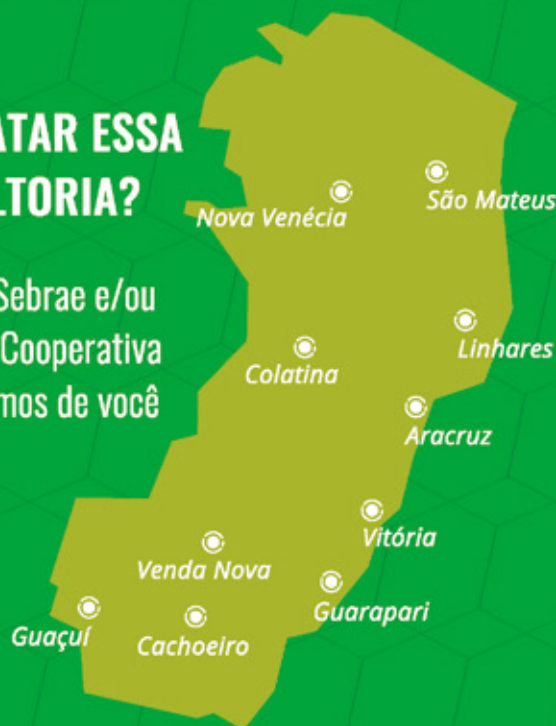 ATAR ESSA
LTORIA?
Sebrae e/ou
Cooperativa
mos de você
São Mateus
Nova Venécia
Linhares
Colatina
Aracruz
Vitória
Venda Nova
Guarapari
Guaçuí
Cachoeiro